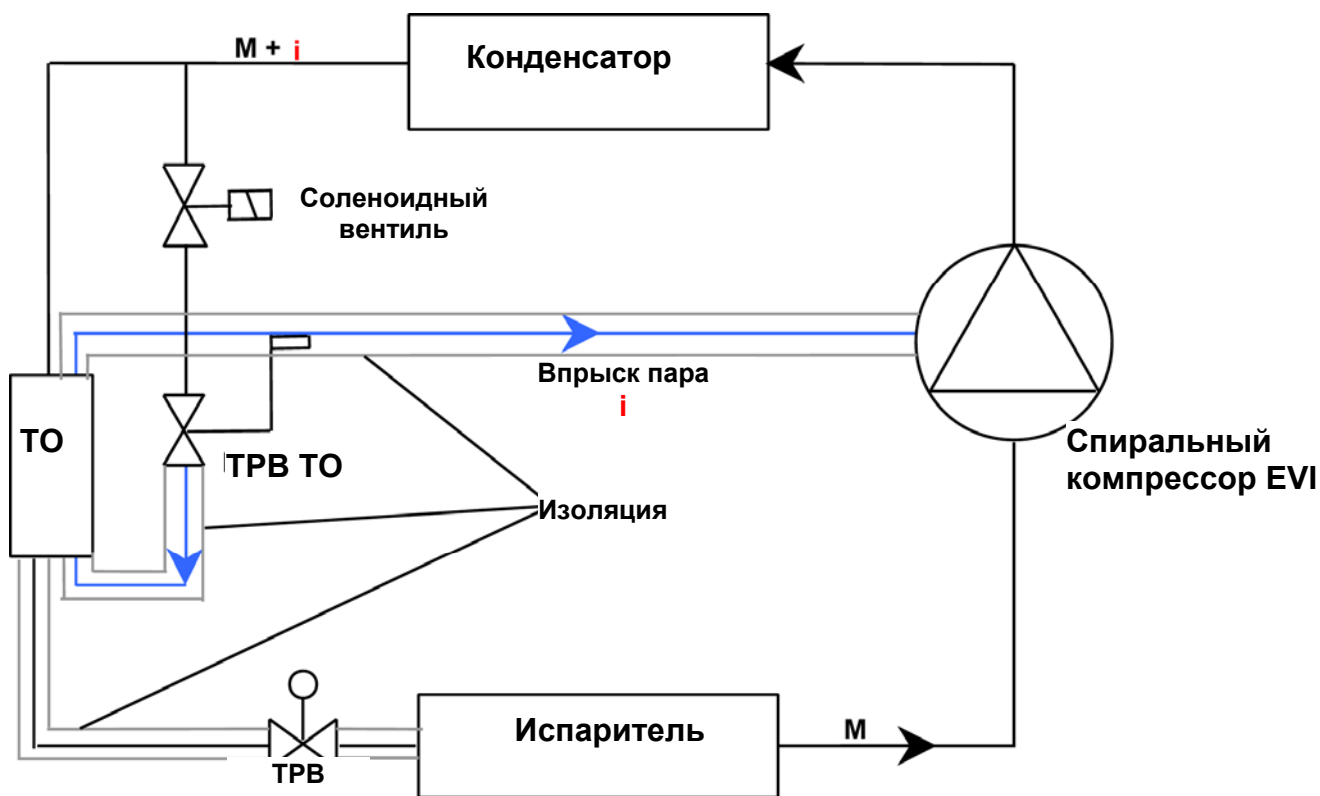 М + i
Конденсатор
Соленоидный
вентиль
Впрыск пара
i
ТО
ТРВ ТО
Спиральный
компрессор EVI
Изоляция
Испаритель
М
ТРВ